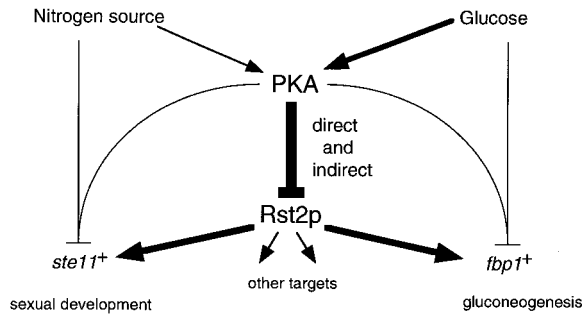 Nitrogen source
Glucose
PKA
direct
and
indirect
Rst2p
ste11+
fbp1+
other targets
sexual development
gluconeogenesis